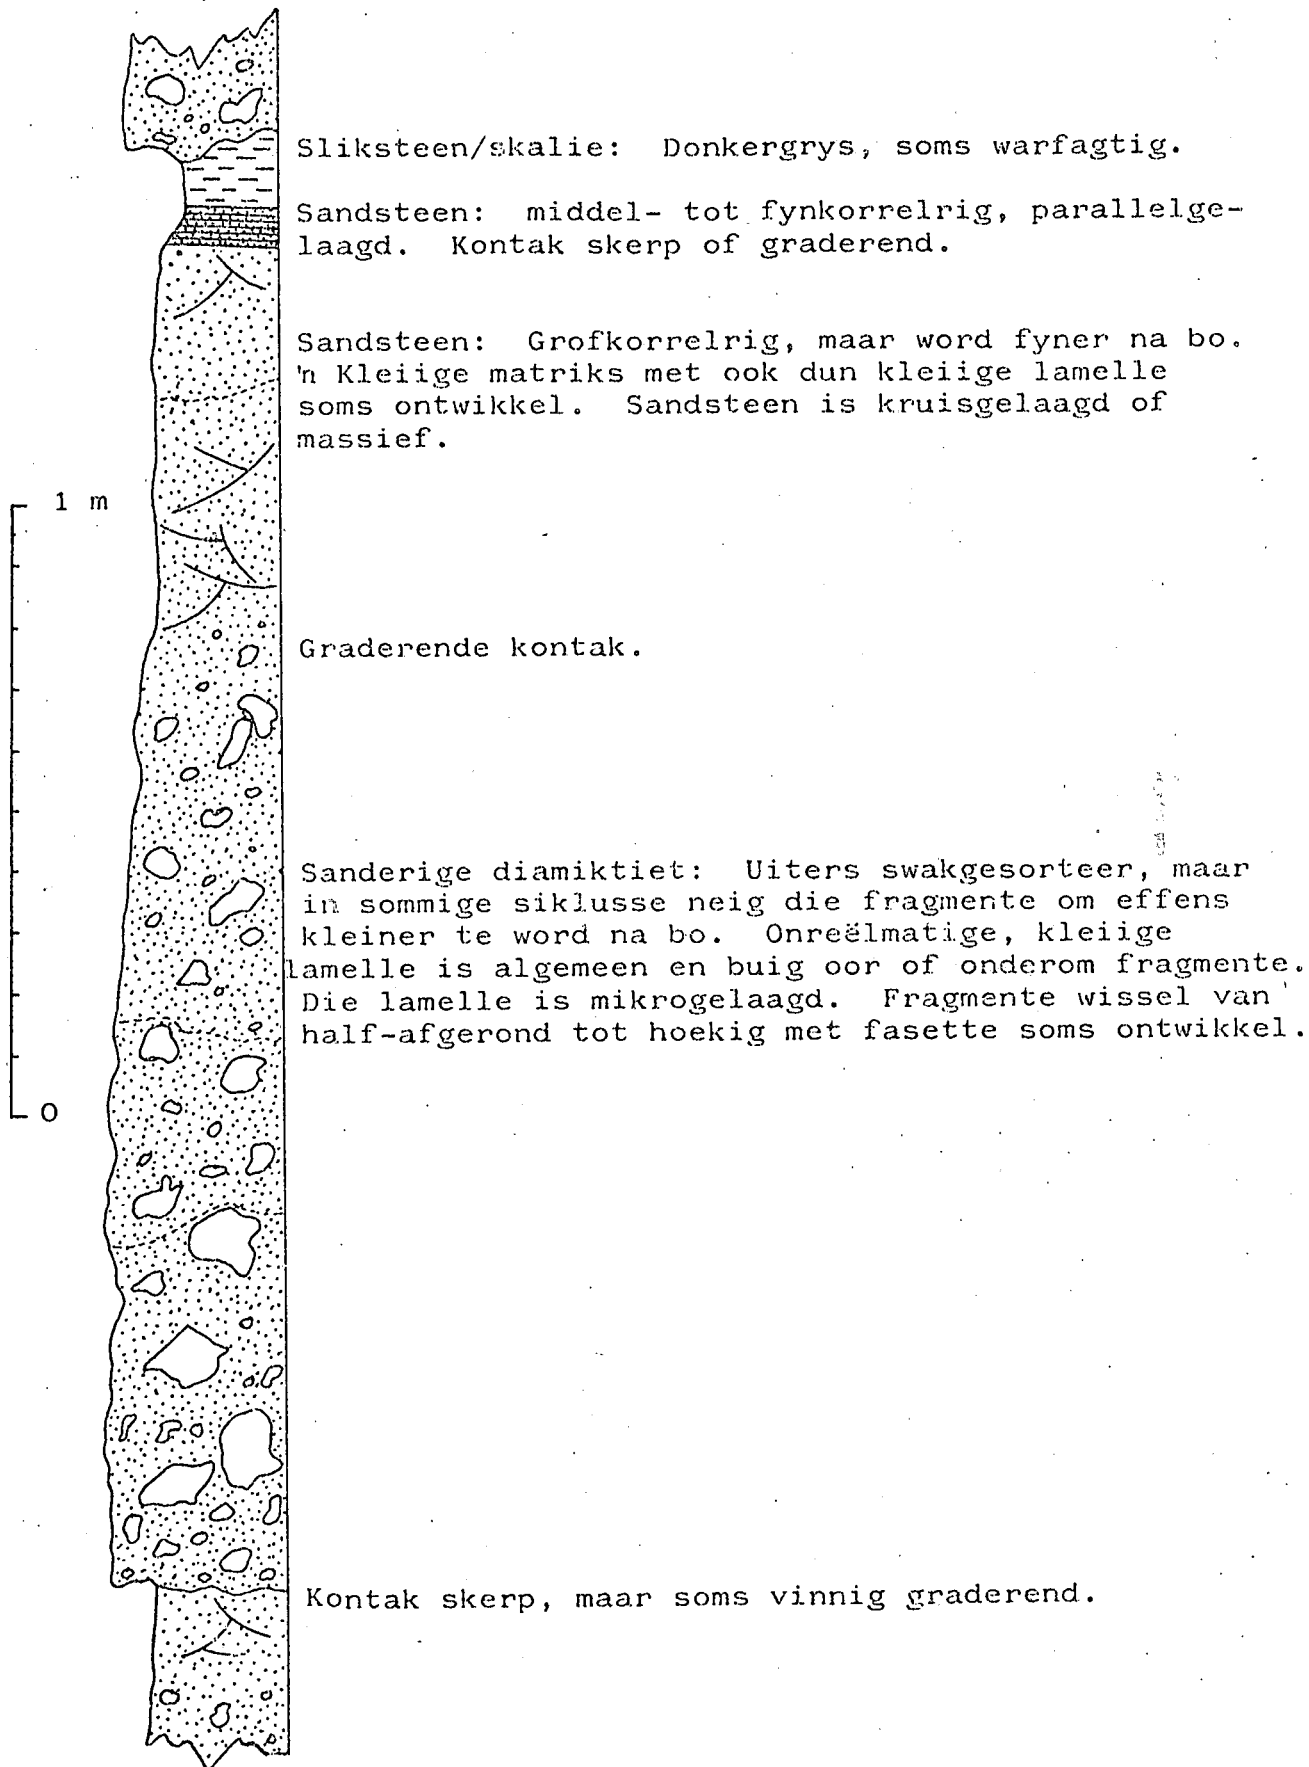 Sliksteen/skalie: Donkergrys, soms warfagtig.
Sandsteen: middel- tot fynkorrelrig, parallelge-
laagd. Kontak skerp of graderend.
Sandsteen: Grofkorrelrig, maar word fyner na bo.
'n Kleiige matriks met ook dun kleiige lamelle
soms ontwikkel. Sandsteen is kruisgelaagd of
massief.
1 m
Graderende kontak.
Sanderige diamiktiet: Uiters swakgesorteer, maar
in sommige siklusse neig die fragmente om effens
kleiner te word na bo. Onreëlmatige, kleiige
lamelle is algemeen en buig oor of onderom fragmente.
Die lamelle is mikrogelaagd. Fragmente wissel van
half-afgerond tot hoekig met fasette soms ontwikkel.
0
Kontak skerp, maar soms vinnig graderend.